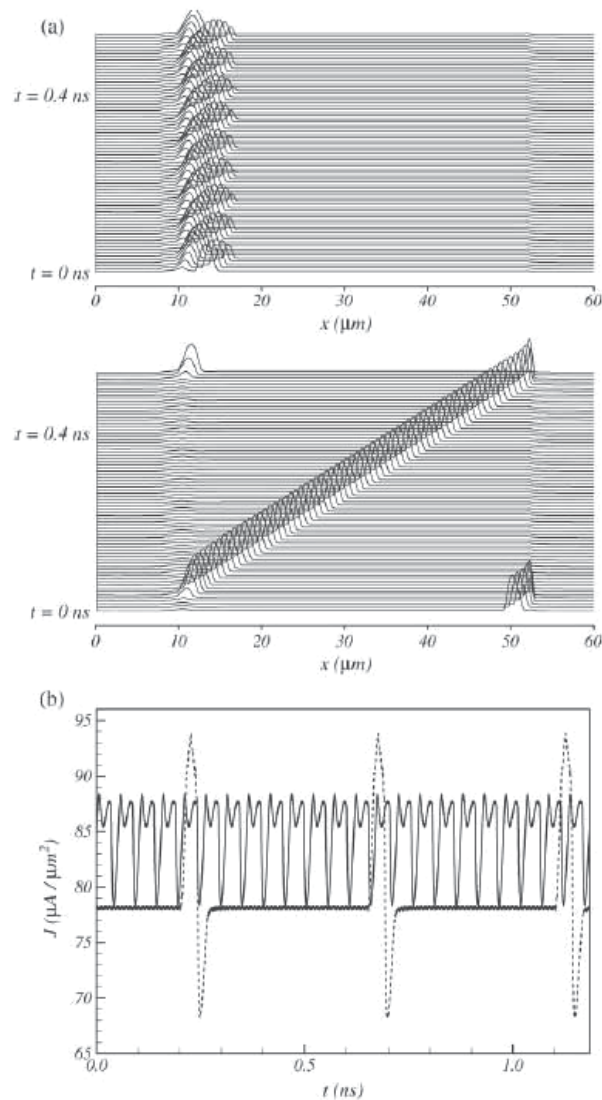 (a)
ɪ = 0.4 ns
t = 0 ns
0 10 20 30 40 50 60
x (μm)
ɪ = 0.4 ns
t = 0 ns
0 10 20 30 40 50 60
x (μm)
(b)
95
90
85
80
75
70
65
J (μA / μm²)
0.0 0.5 1.0
t (ns)